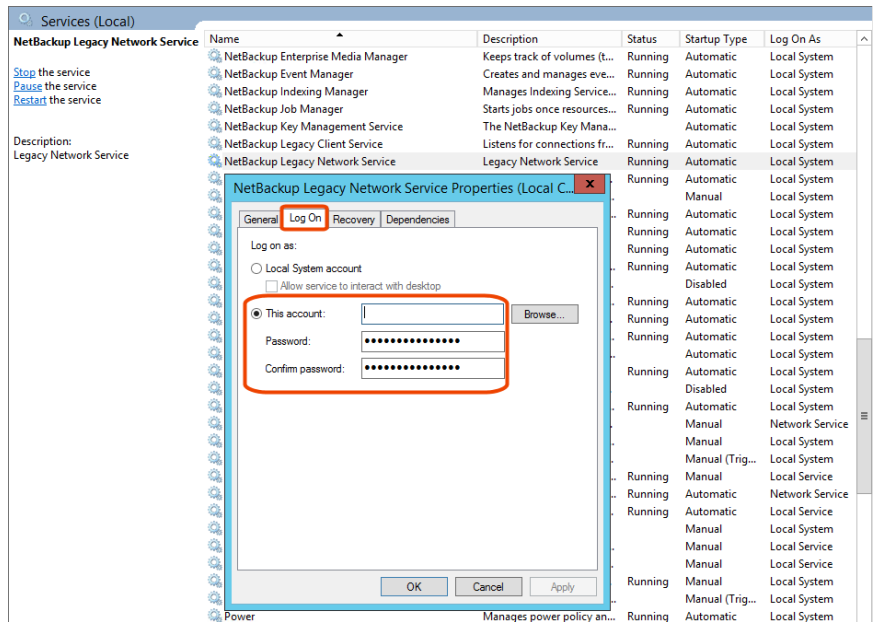 Services (Local)
NetBackup Legacy Network Service
Stop the service
Pause the service
Restart the service
Description:
Legacy Network Service
Name Description Status Startup Type Log On As
NetBackup Enterprise Media Manager Keeps track of volumes (t... Running Automatic Local System
NetBackup Event Manager Creates and manages eve... Running Automatic Local System
NetBackup Indexing Manager Manages Indexing Service... Running Automatic Local System
NetBackup Job Manager Starts jobs once resources... Running Automatic Local System
NetBackup Key Management Service The NetBackup Key Mana... Automatic Local System
NetBackup Legacy Client Service Listens for connections fr... Running Automatic Local System
NetBackup Legacy Network Service Legacy Network Service Running Automatic Local System
Running Automatic Local System
Manual Local System
Running Automatic Local System
Running Automatic Local System
Running Automatic Local System
Running Automatic Local System
Disabled Local System
Running Automatic Local System
Running Automatic Local System
Running Automatic Local System
Automatic Local System
Running Automatic Local System
Disabled Local System
Running Automatic Local System
Manual Network Service
Manual Local System
Manual (Trig... Local System
Running Manual Local Service
Running Automatic Network Service
Running Automatic Local Service
Manual Local System
Manual Local Service
Manual Local Service
Running Manual Local System
Manual (Trig... Local System
Power Manages power policy an... Running Automatic Local System
NetBackup Legacy Network Service Properties (Local C... x
General Log On Recovery Dependencies
Log on as:
Local System account
Allow service to interact with desktop
This account: Browse...
Password: •••••••••••••••
Confirm password: •••••••••••••••
OK Cancel Apply